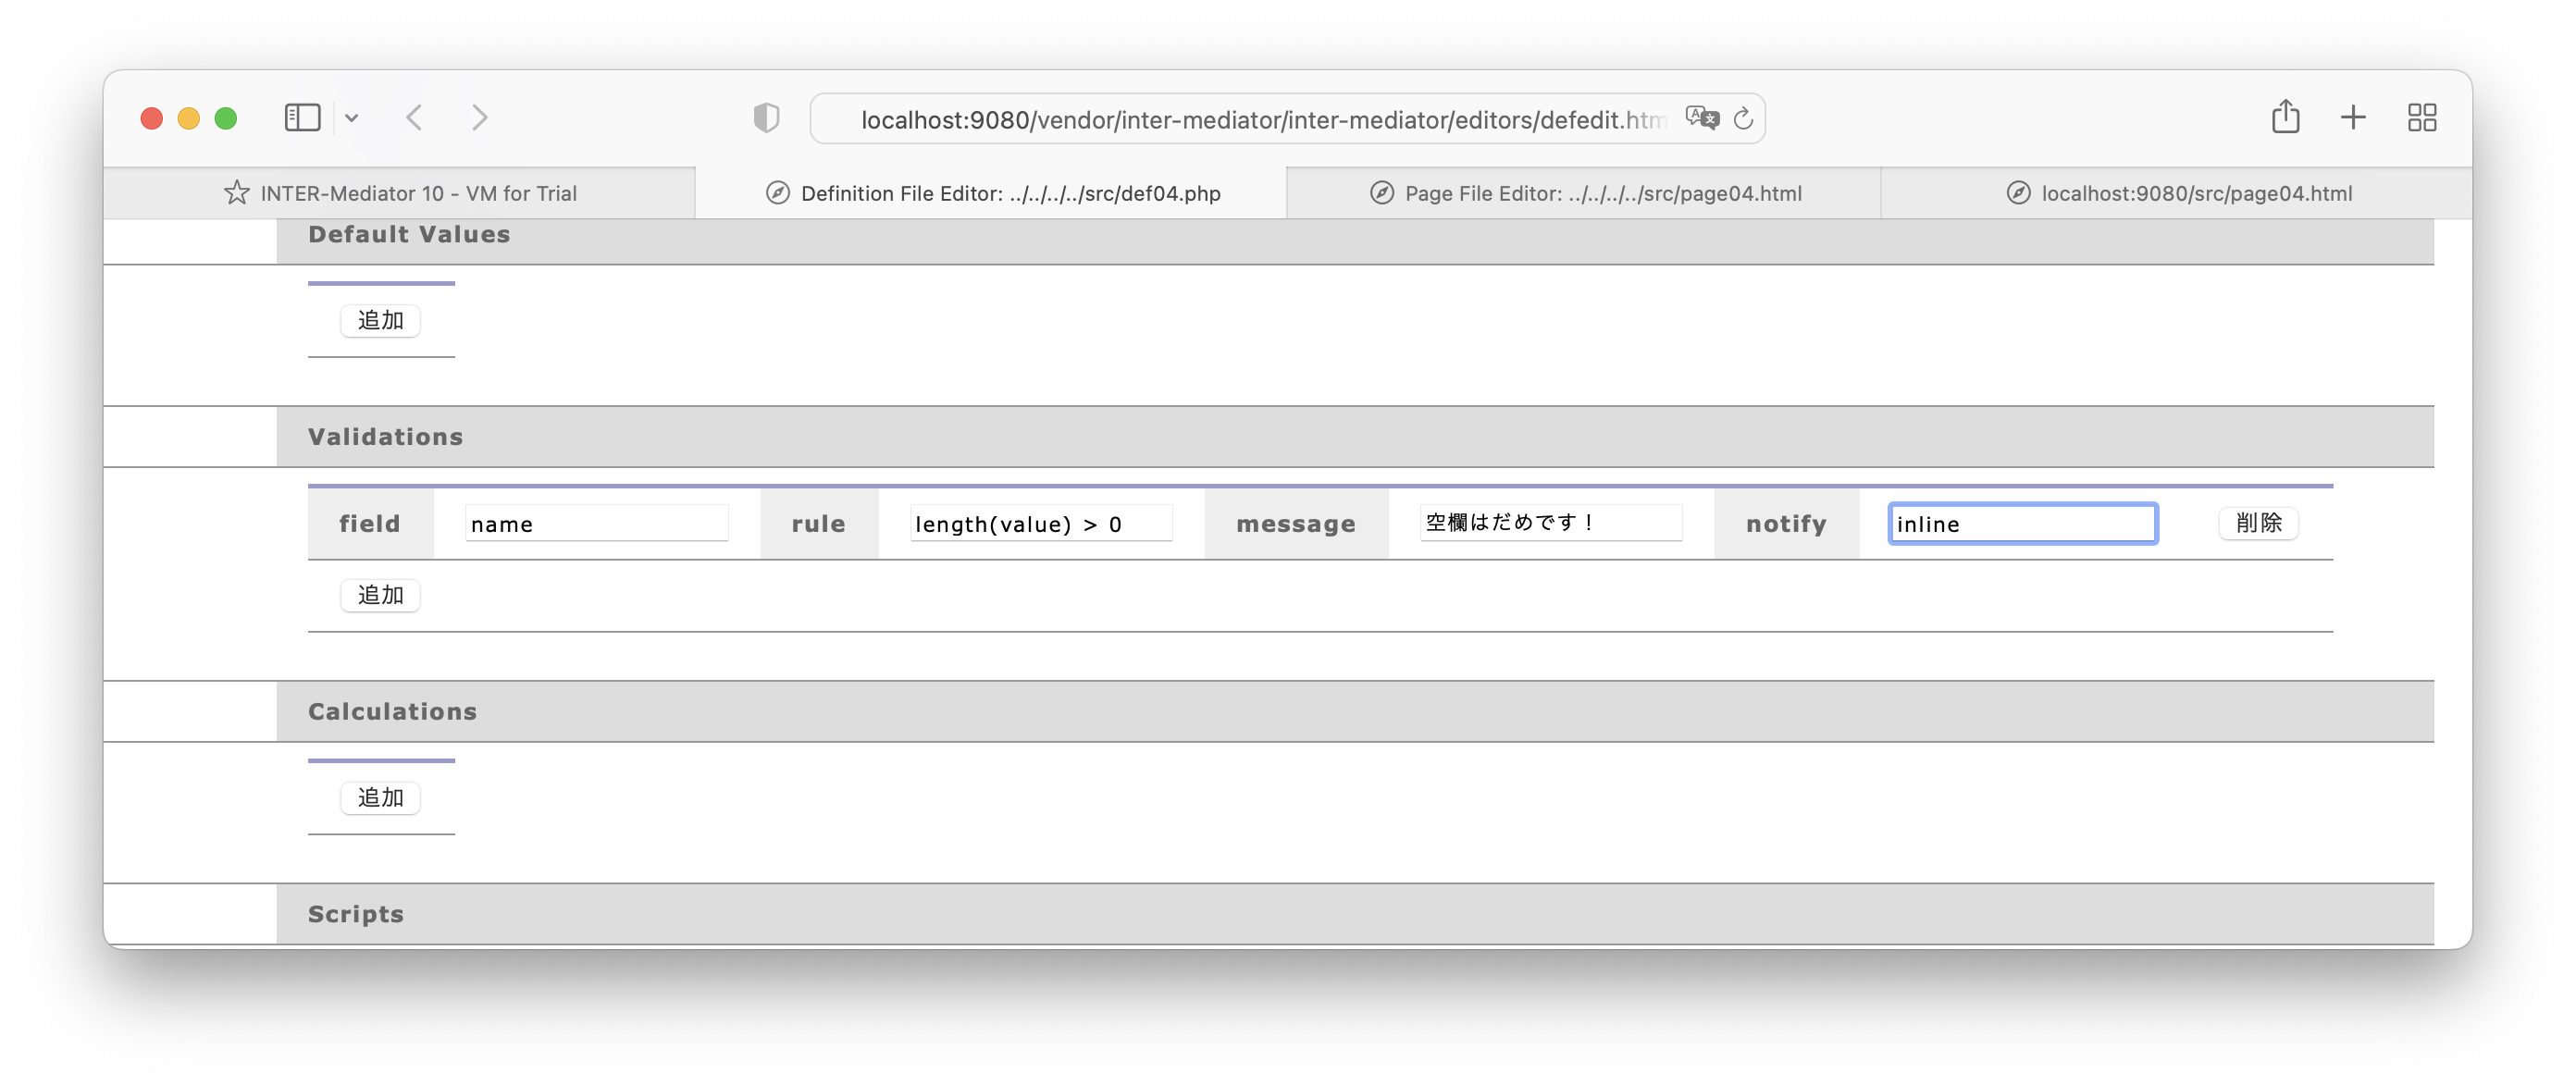 localhost:9080/vendor/inter-mediator/inter-mediator/editors/defedit.htm
INTER-Mediator 10 - VM for Trial
Definition File Editor: ../../../../src/def04.php
Page File Editor: ../../../../src/page04.html
localhost:9080/src/page04.html
Default Values
追加
Validations
field name rule length(value) > 0 message 空欄はだめです！ notify inline 削除
追加
Calculations
追加
Scripts